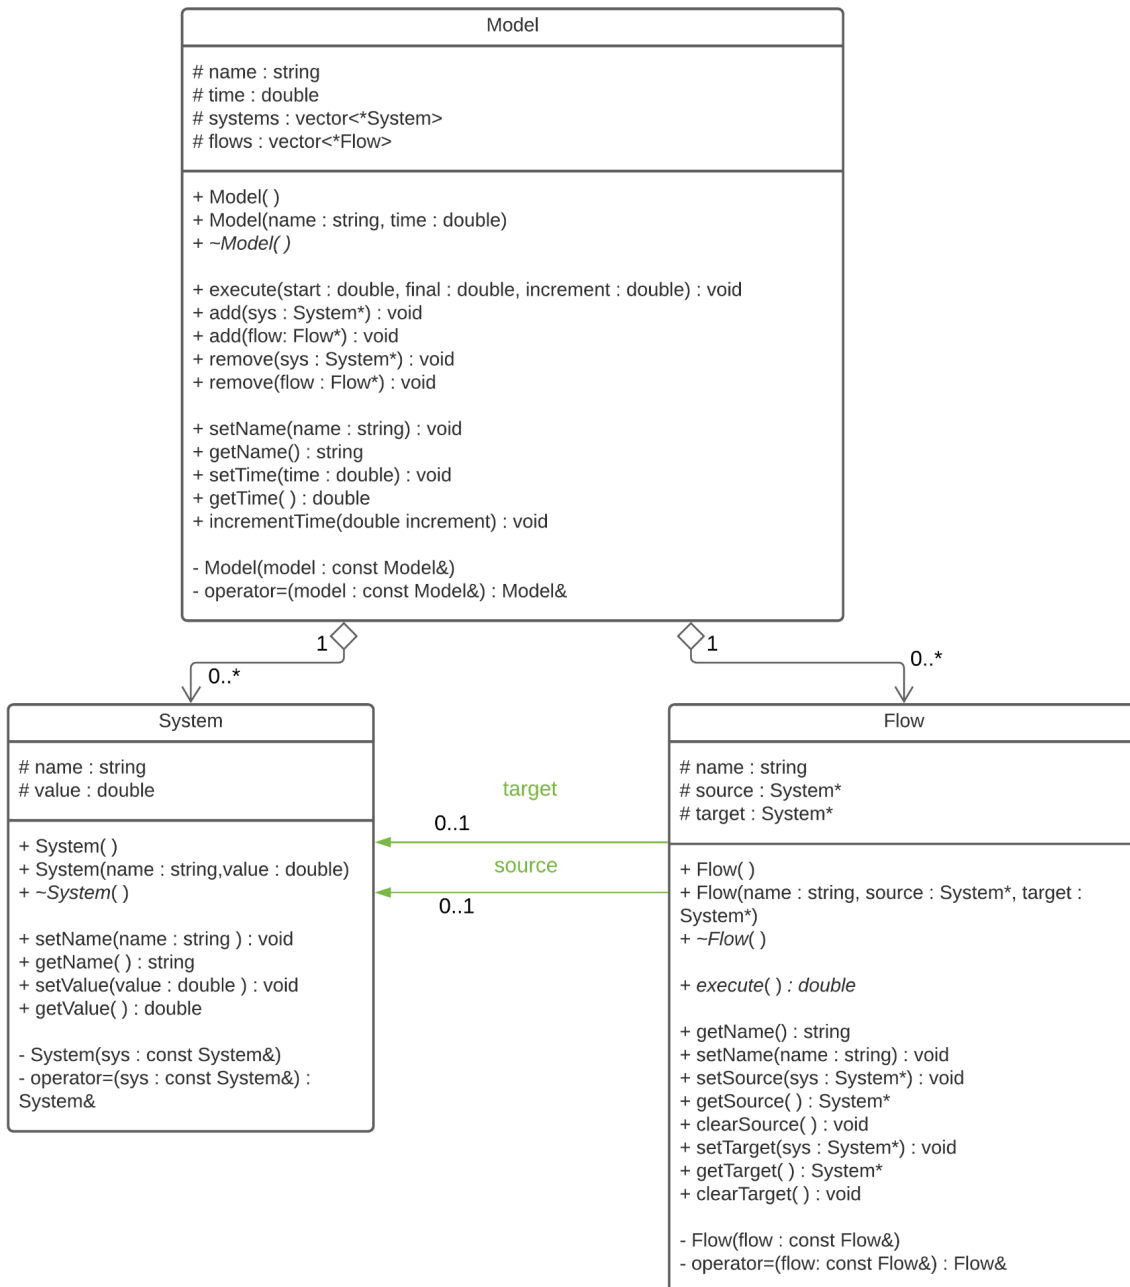 Model
# name : string
# time : double
# systems : vector<*System>
# flows : vector<*Flow>
+ Model( )
+ Model(name : string, time : double)
+ ~Model( )
+ execute(start : double, final : double, increment : double) : void
+ add(sys : System*) : void
+ add(flow: Flow*) : void
+ remove(sys : System*) : void
+ remove(flow : Flow*) : void
+ setName(name : string) : void
+ getName() : string
+ setTime(time : double) : void
+ getTime( ) : double
+ incrementTime(double increment) : void
- Model(model : const Model&)
- operator=(model : const Model&) : Model&
1
0..*
1
0..*
System
# name : string
# value : double
+ System( )
+ System(name : string,value : double)
+ ~System( )
+ setName(name : string ) : void
+ getName( ) : string
+ setValue(value : double ) : void
+ getValue( ) : double
- System(sys : const System&)
- operator=(sys : const System&) :
System&
target
0..1
source
0..1
Flow
# name : string
# source : System*
# target : System*
+ Flow( )
+ Flow(name : string, source : System*, target :
System*)
+ ~Flow( )
+ execute( ) : double
+ getName() : string
+ setName(name : string) : void
+ setSource(sys : System*) : void
+ getSource( ) : System*
+ clearSource( ) : void
+ setTarget(sys : System*) : void
+ getTarget( ) : System*
+ clearTarget( ) : void
- Flow(flow : const Flow&)
- operator=(flow: const Flow&) : Flow&